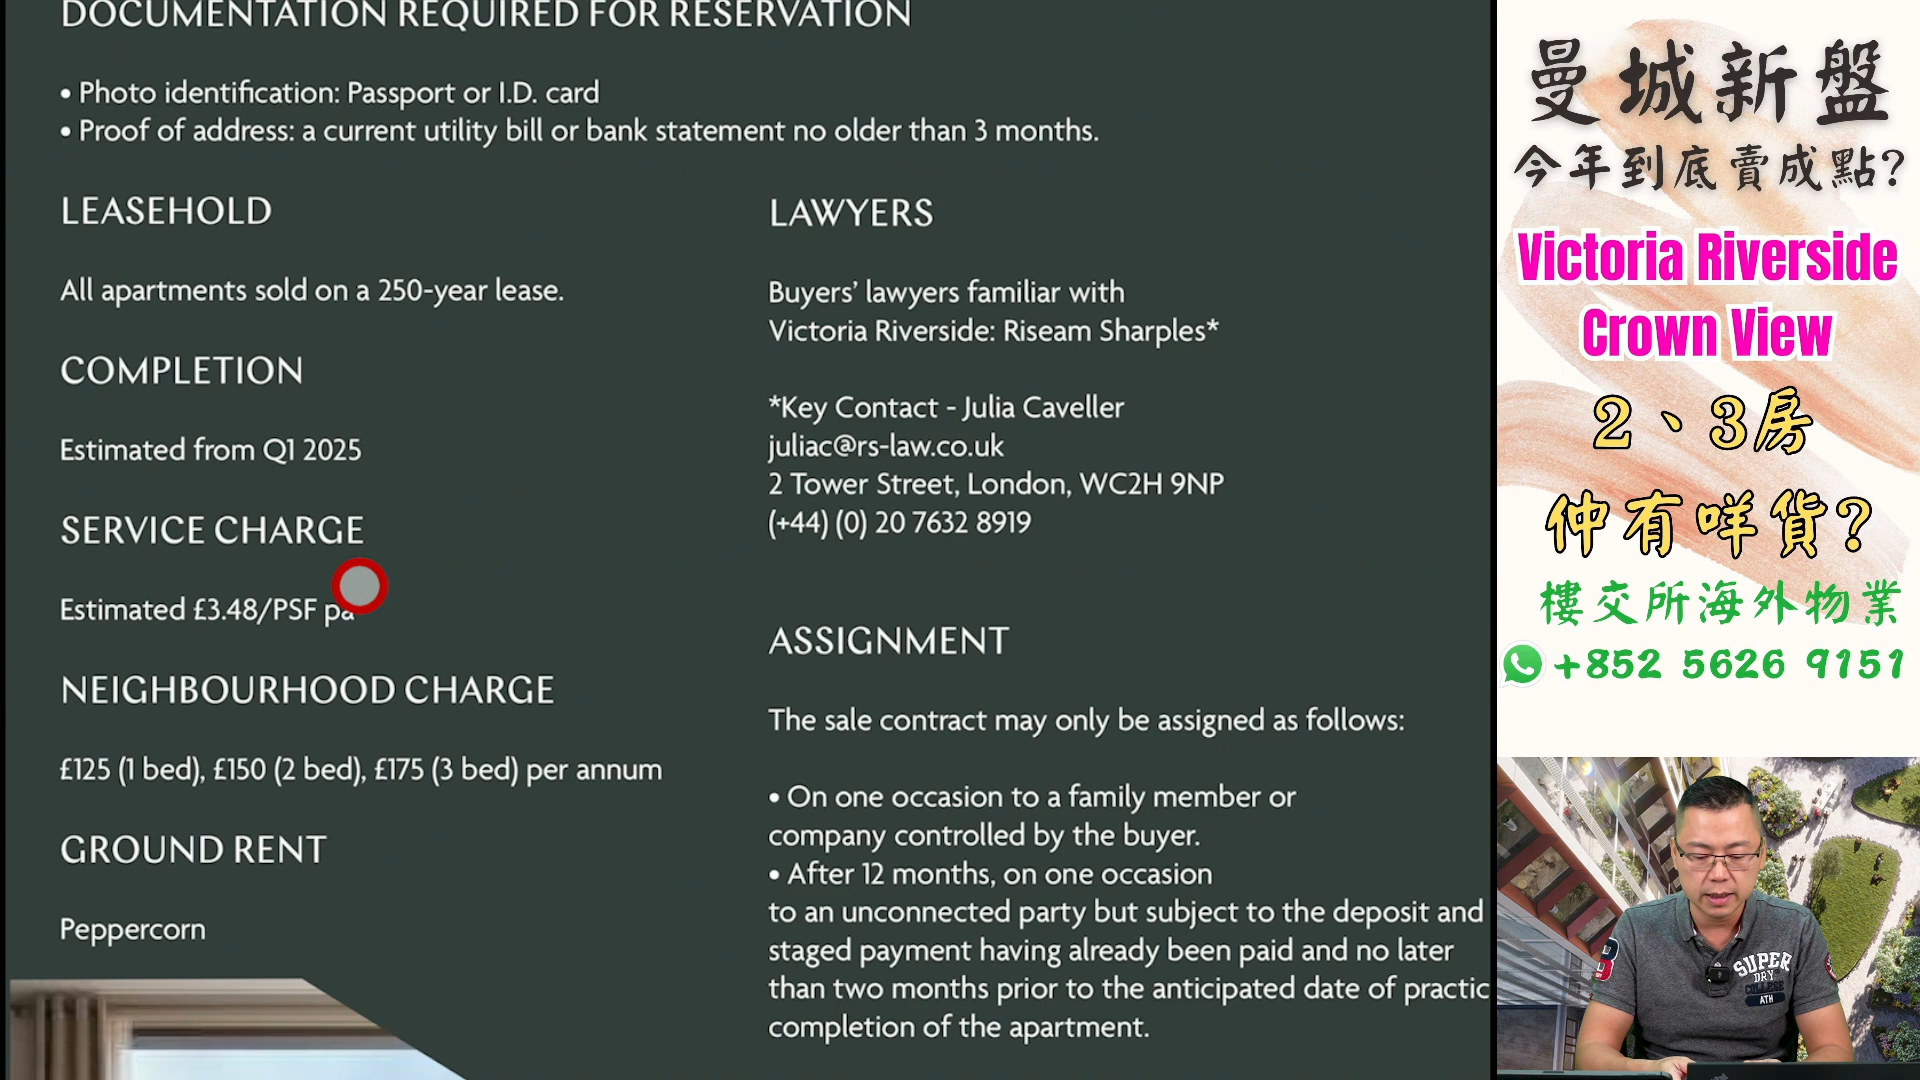 DOCUMENTATION REQUIRED FOR RESERVATION
• Photo identification: Passport or I.D. card
• Proof of address: a current utility bill or bank statement no older than 3 months.
LEASEHOLD
All apartments sold on a 250-year lease.
COMPLETION
Estimated from Q1 2025
SERVICE CHARGE
Estimated £3.48/PSF pa
NEIGHBOURHOOD CHARGE
£125 (1 bed), £150 (2 bed), £175 (3 bed) per annum
GROUND RENT
Peppercorn
LAWYERS
Buyers’ lawyers familiar with
Victoria Riverside: Riseam Sharples*
*Key Contact - Julia Caveller
juliac@rs-law.co.uk
2 Tower Street, London, WC2H 9NP
(+44) (0) 20 7632 8919
ASSIGNMENT
The sale contract may only be assigned as follows:
• On one occasion to a family member or
company controlled by the buyer.
• After 12 months, on one occasion
to an unconnected party but subject to the deposit and
staged payment having already been paid and no later
than two months prior to the anticipated date of practic
completion of the apartment.
曼城新盤
今年到底賣成點?
Victoria Riverside
Crown View
2、3房
仲有咩貨?
樓交所海外物業
+852 5626 9151
SUPER
DRY
ATH